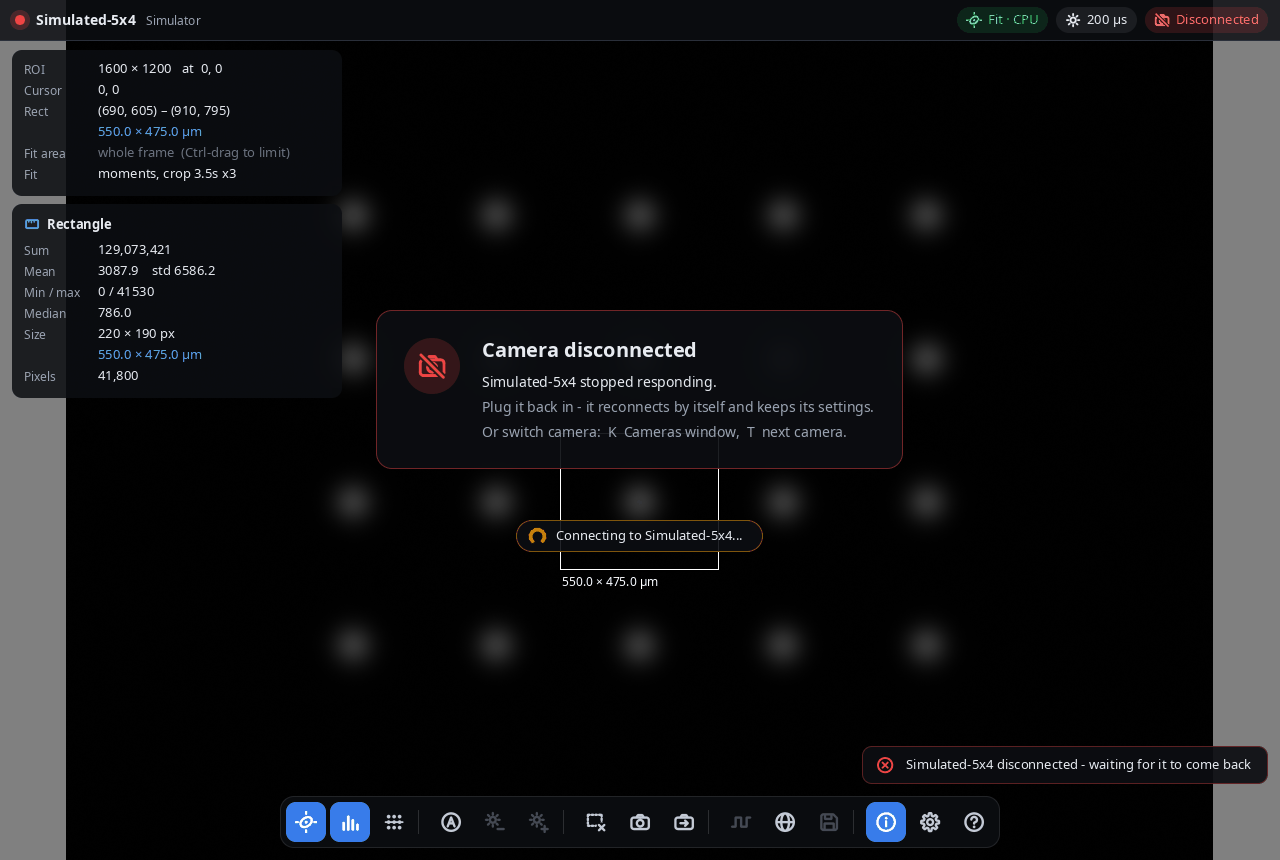 Simulated-5x4 Simulator
Fit · CPU
200 µs
Disconnected
ROI 1600 × 1200 at 0, 0
Cursor 0, 0
Rect (690, 605) – (910, 795)
550.0 × 475.0 µm
Fit area whole frame (Ctrl-drag to limit)
Fit moments, crop 3.5s x3
Rectangle
Sum 129,073,421
Mean 3087.9 std 6586.2
Min / max 0 / 41530
Median 786.0
Size 220 × 190 px
550.0 × 475.0 µm
Pixels 41,800
Camera disconnected
Simulated-5x4 stopped responding.
Plug it back in - it reconnects by itself and keeps its settings.
Or switch camera: K Cameras window, T next camera.
Connecting to Simulated-5x4...
550.0 × 475.0 µm
Simulated-5x4 disconnected - waiting for it to come back